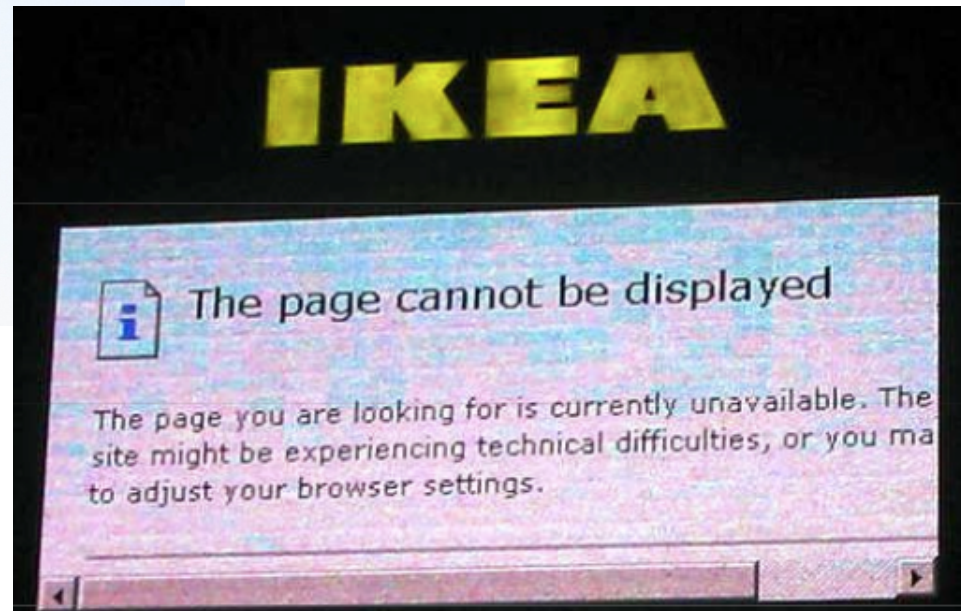 IKEA
The page cannot be displayed
The page you are looking for is currently unavailable. The
site might be experiencing technical difficulties, or you ma
to adjust your browser settings.